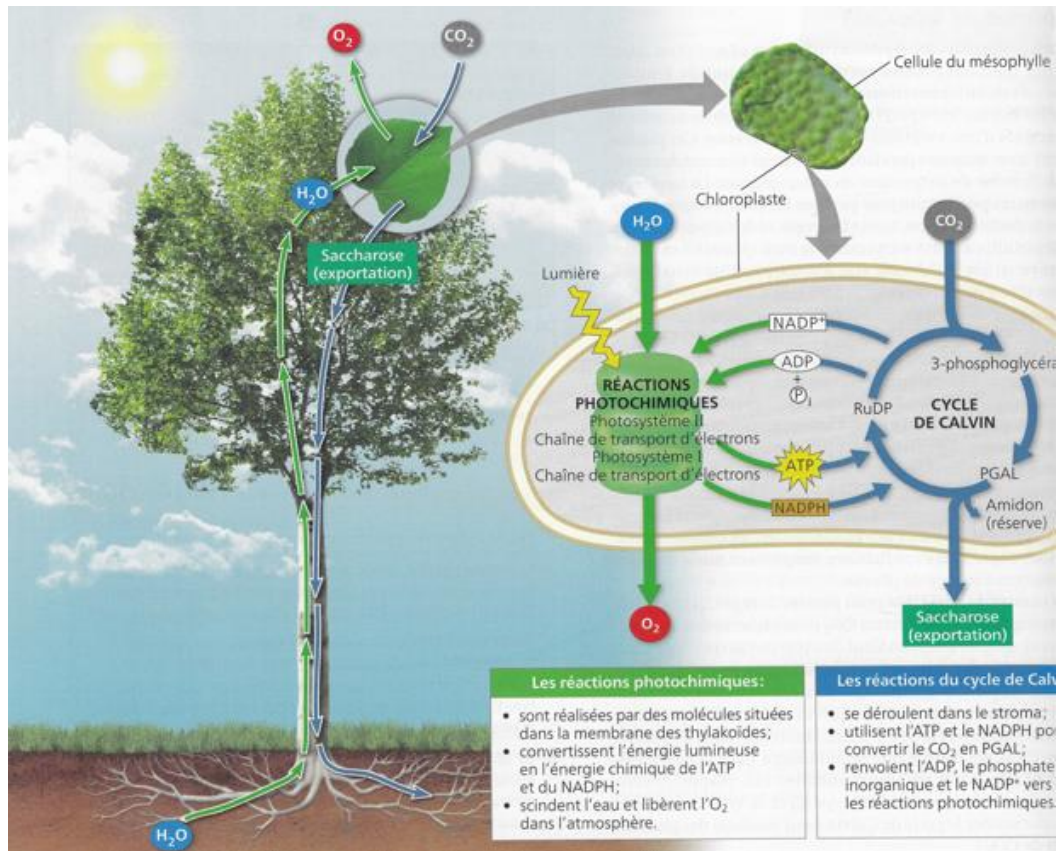 O₂
CO₂
H₂O
Saccharose
(exportation)
H₂O
Cellule du mésophylle
Chloroplaste
H₂O
CO₂
Lumière
NADP⁺
ADP
+
Pᵢ
3-phosphoglycéra
RÉACTIONS
PHOTOCHIMIQUES
Photosystème II
Chaîne de transport d'électrons
Photosystème I
Chaîne de transport d'électrons
RuDP
CYCLE
DE CALVIN
ATP
NADPH
PGAL
Amidon
(réserve)
O₂
Saccharose
(exportation)
Les réactions photochimiques:
• sont réalisées par des molécules situées
dans la membrane des thylakoïdes;
• convertissent l'énergie lumineuse
en l'énergie chimique de l'ATP
et du NADPH;
• scindent l'eau et libèrent l'O₂
dans l'atmosphère.
Les réactions du cycle de Calv
• se déroulent dans le stroma;
• utilisent l'ATP et le NADPH pou
convertir le CO₂ en PGAL;
• renvoient l'ADP, le phosphate
inorganique et le NADP⁺ vers
les réactions photochimiques.